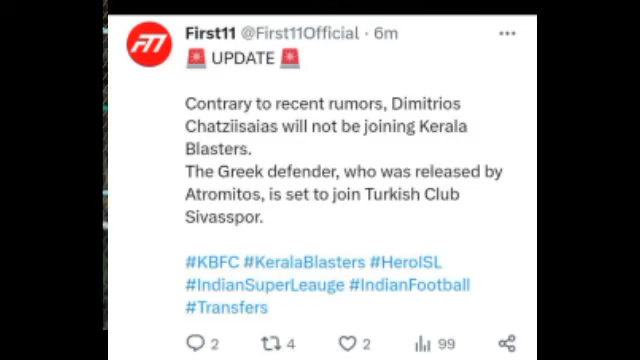 First11 @First11Official · 6m
🚨 UPDATE 🚨
Contrary to recent rumors, Dimitrios
Chatziisaias will not be joining Kerala
Blasters.
The Greek defender, who was released by
Atromitos, is set to join Turkish Club
Sivasspor.
#KBFC #KeralaBlasters #HeroISL
#IndianSuperLeauge #IndianFootball
#Transfers
2 4 2 99